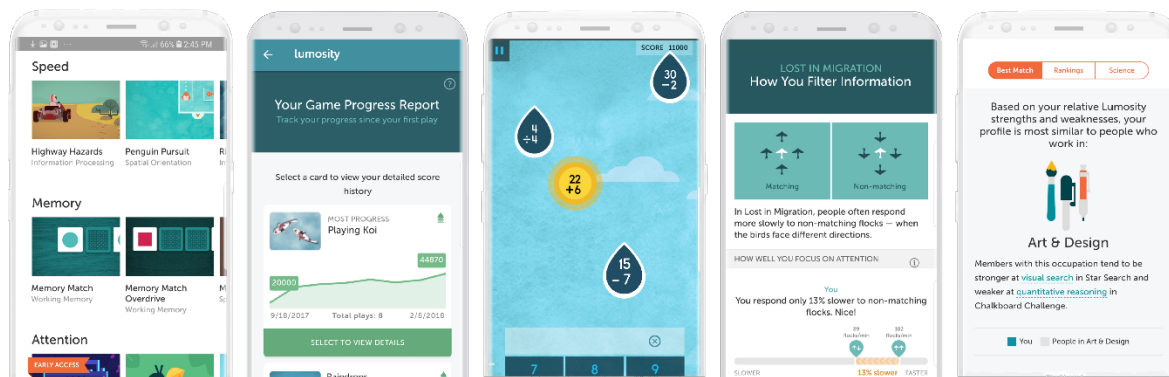 66% 2:45 PM
Speed
Highway Hazards
Information Processing
Penguin Pursuit
Spatial Orientation
Memory
Memory Match
Working Memory
Memory Match
Overdrive
Working Memory
Attention
EARLY ACCESS
lumosity
Your Game Progress Report
Track your progress since your first play
Select a card to view your detailed score
history
MOST PROGRESS
Playing Koi
44870
20000
9/18/2017 Total plays: 8 2/8/2018
SELECT TO VIEW DETAILS
Raindrops
SCORE 11000
30
−2
4
÷4
22
+6
15
− 7
7 8 9
LOST IN MIGRATION
How You Filter Information
Matching
Non-matching
In Lost in Migration, people often respond
more slowly to non-matching flocks — when
the birds face different directions.
HOW WELL YOU FOCUS ON ATTENTION
You
You respond only 13% slower to non-matching
flocks. Nice!
89
flocks/min
102
flocks/min
SLOWER 13% slower FASTER
Best Match Rankings Science
Based on your relative Lumosity
strengths and weaknesses, your
profile is most similar to people who
work in:
Art & Design
Members with this occupation tend to be
stronger at visual search in Star Search and
weaker at quantitative reasoning in
Chalkboard Challenge.
You People in Art & Design